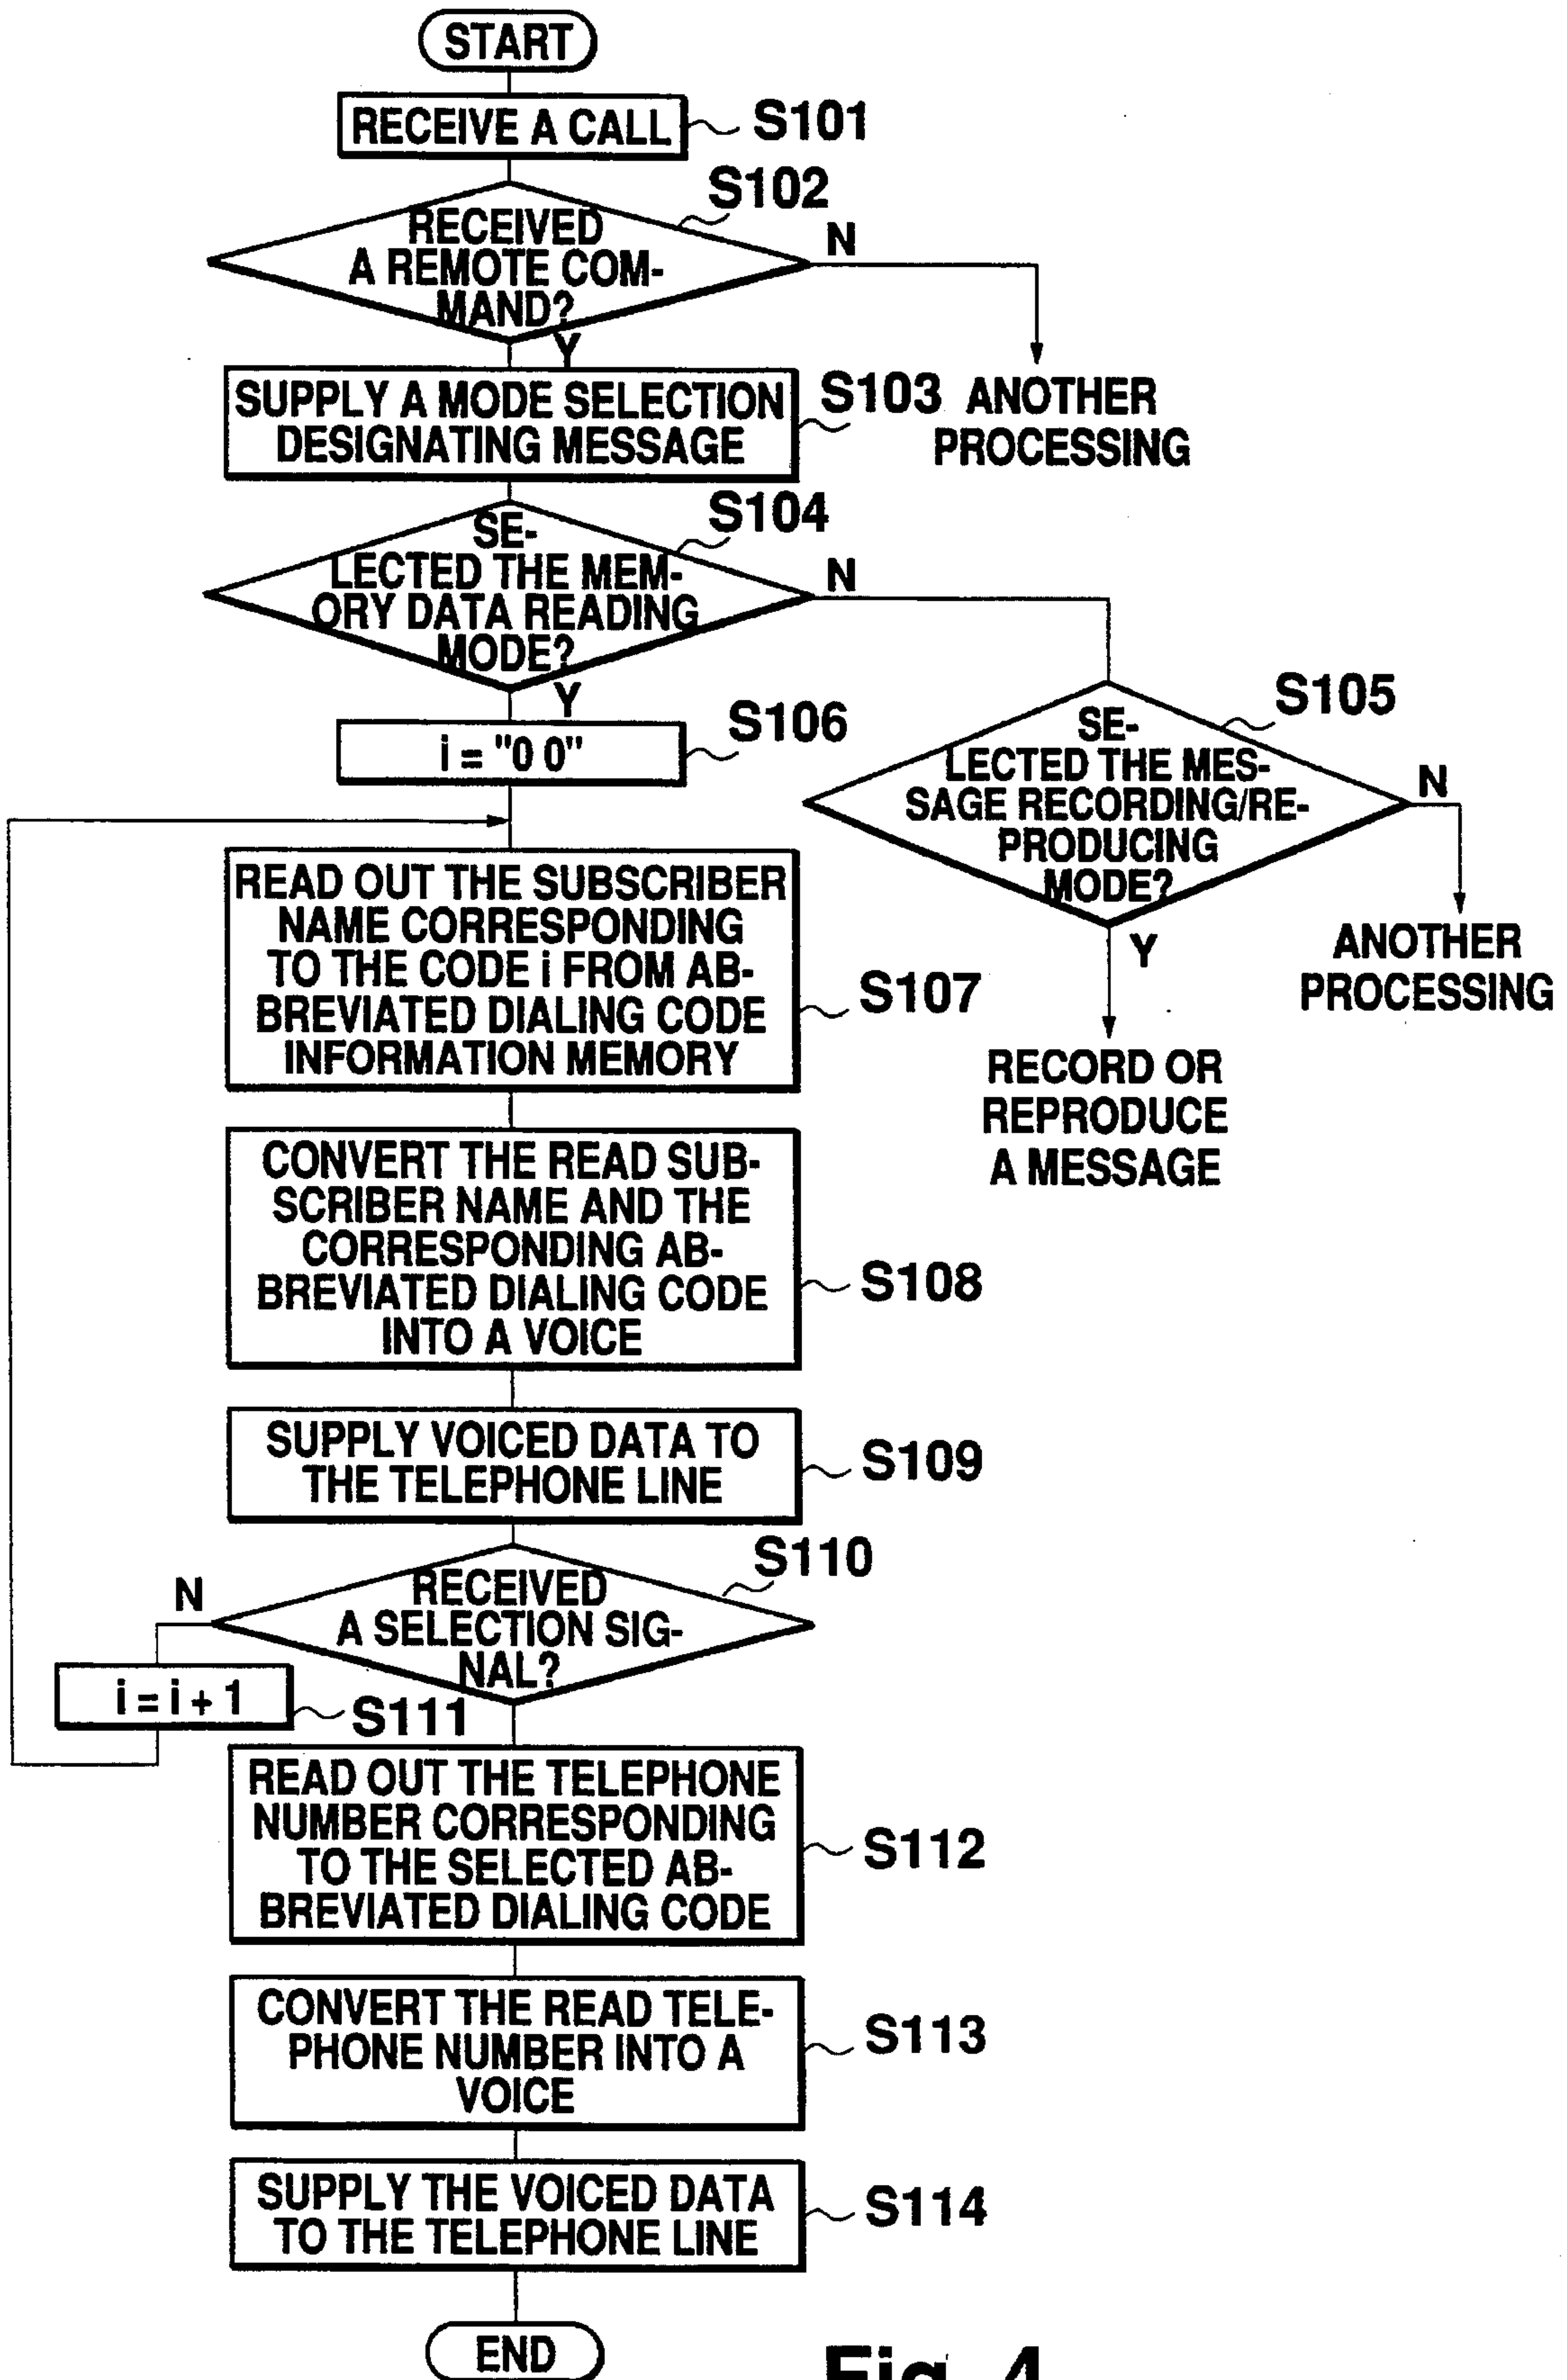 START
RECEIVE A CALL
S101
S102
RECEIVED
A REMOTE COM-
MAND?
N
Y
SUPPLY A MODE SELECTION
DESIGNATING MESSAGE
S103
ANOTHER
PROCESSING
S104
SE-
LECTED THE MEM-
ORY DATA READING
MODE?
N
Y
S105
SE-
LECTED THE MES-
SAGE RECORDING/RE-
PRODUCING
MODE?
N
Y
ANOTHER
PROCESSING
RECORD OR
REPRODUCE
A MESSAGE
i = "0 0"
S106
READ OUT THE SUBSCRIBER
NAME CORRESPONDING
TO THE CODE i FROM AB-
BREVIATED DIALING CODE
INFORMATION MEMORY
S107
CONVERT THE READ SUB-
SCRIBER NAME AND THE
CORRESPONDING AB-
BREVIATED DIALING CODE
INTO A VOICE
S108
SUPPLY VOICED DATA TO
THE TELEPHONE LINE
S109
S110
RECEIVED
A SELECTION SIG-
NAL?
N
i = i + 1
S111
READ OUT THE TELEPHONE
NUMBER CORRESPONDING
TO THE SELECTED AB-
BREVIATED DIALING CODE
S112
CONVERT THE READ TELE-
PHONE NUMBER INTO A
VOICE
S113
SUPPLY THE VOICED DATA
TO THE TELEPHONE LINE
S114
END
Fig. 4